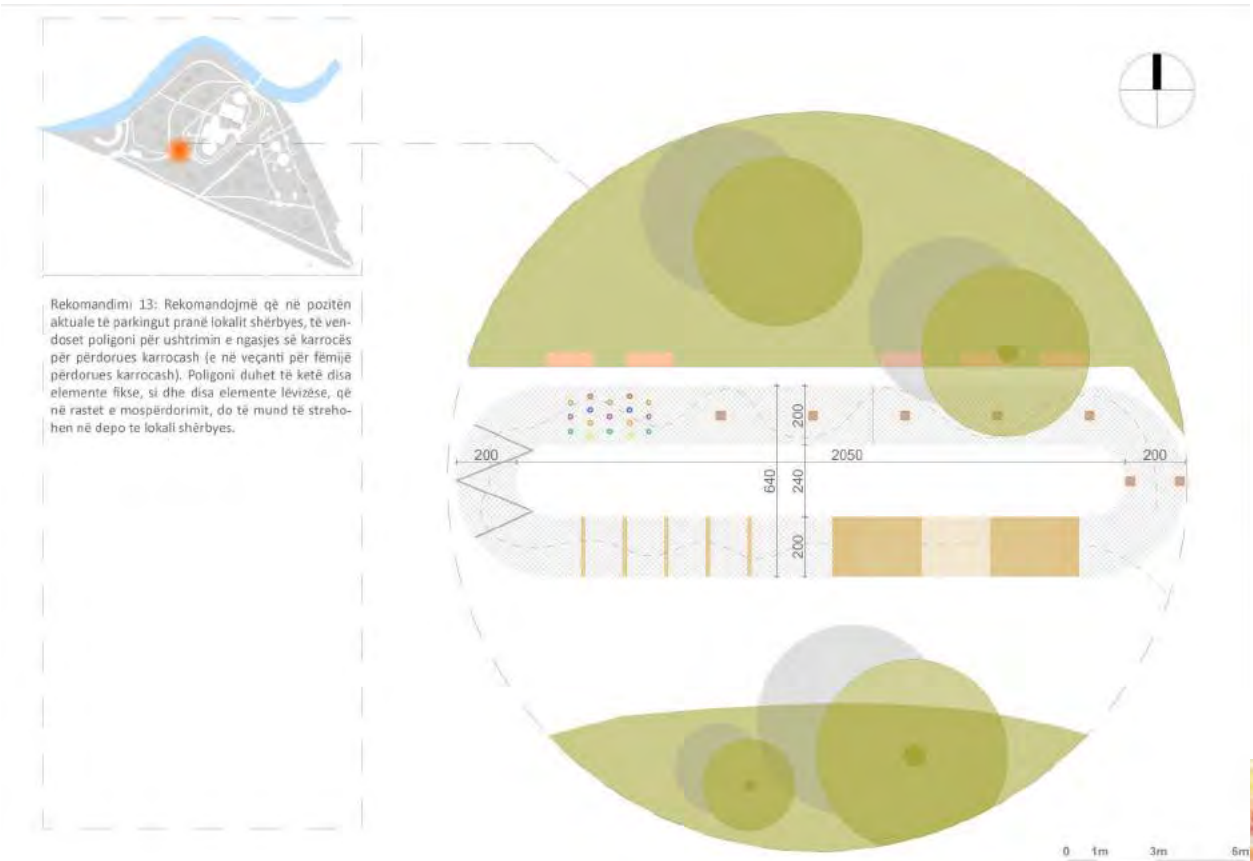 Rekomandimi 13: Rekomandojmë që në pozitën
aktuale të parkingut pranë lokalit shërbyes, të ven-
doset poligoni për ushtrimin e ngasjes së karrocës
për përdorues karrocash (e në veçanti për fëmijë
përdorues karrocash). Poligoni duhet të ketë disa
elemente fikse, si dhe disa elemente lëvizëse, që
në rastet e mospërdorimit, do të mund të streho-
hen në depo te lokali shërbyes.
200
200
2050
200
640
240
200
0 1m 3m 6m